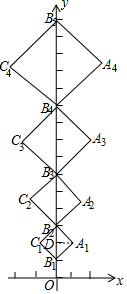 y
B₅
C₄ A₄
B₄
C₃ A₃
B₃
C₂ A₂
B₂
C₁ D A₁
B₁
O x